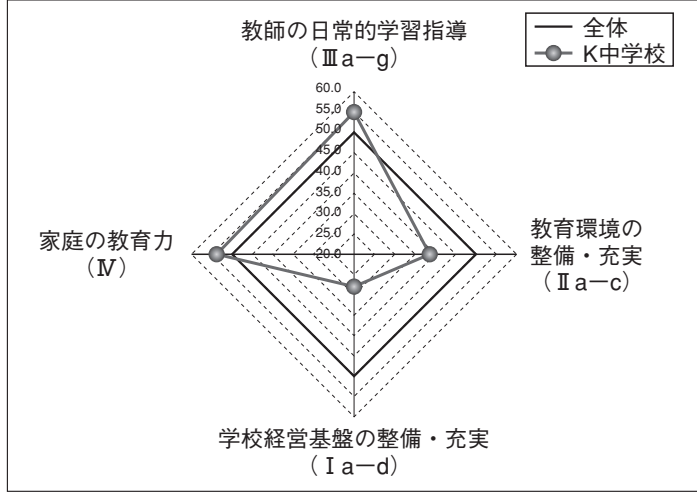 教師の日常的学習指導
（Ⅲa－g）
全体
K中学校
60.0
55.0
50.0
45.0
40.0
35.0
30.0
25.0
20.0
家庭の教育力
（Ⅳ）
教育環境の
整備・充実
（Ⅱa－c）
学校経営基盤の整備・充実
（Ⅰa－d）